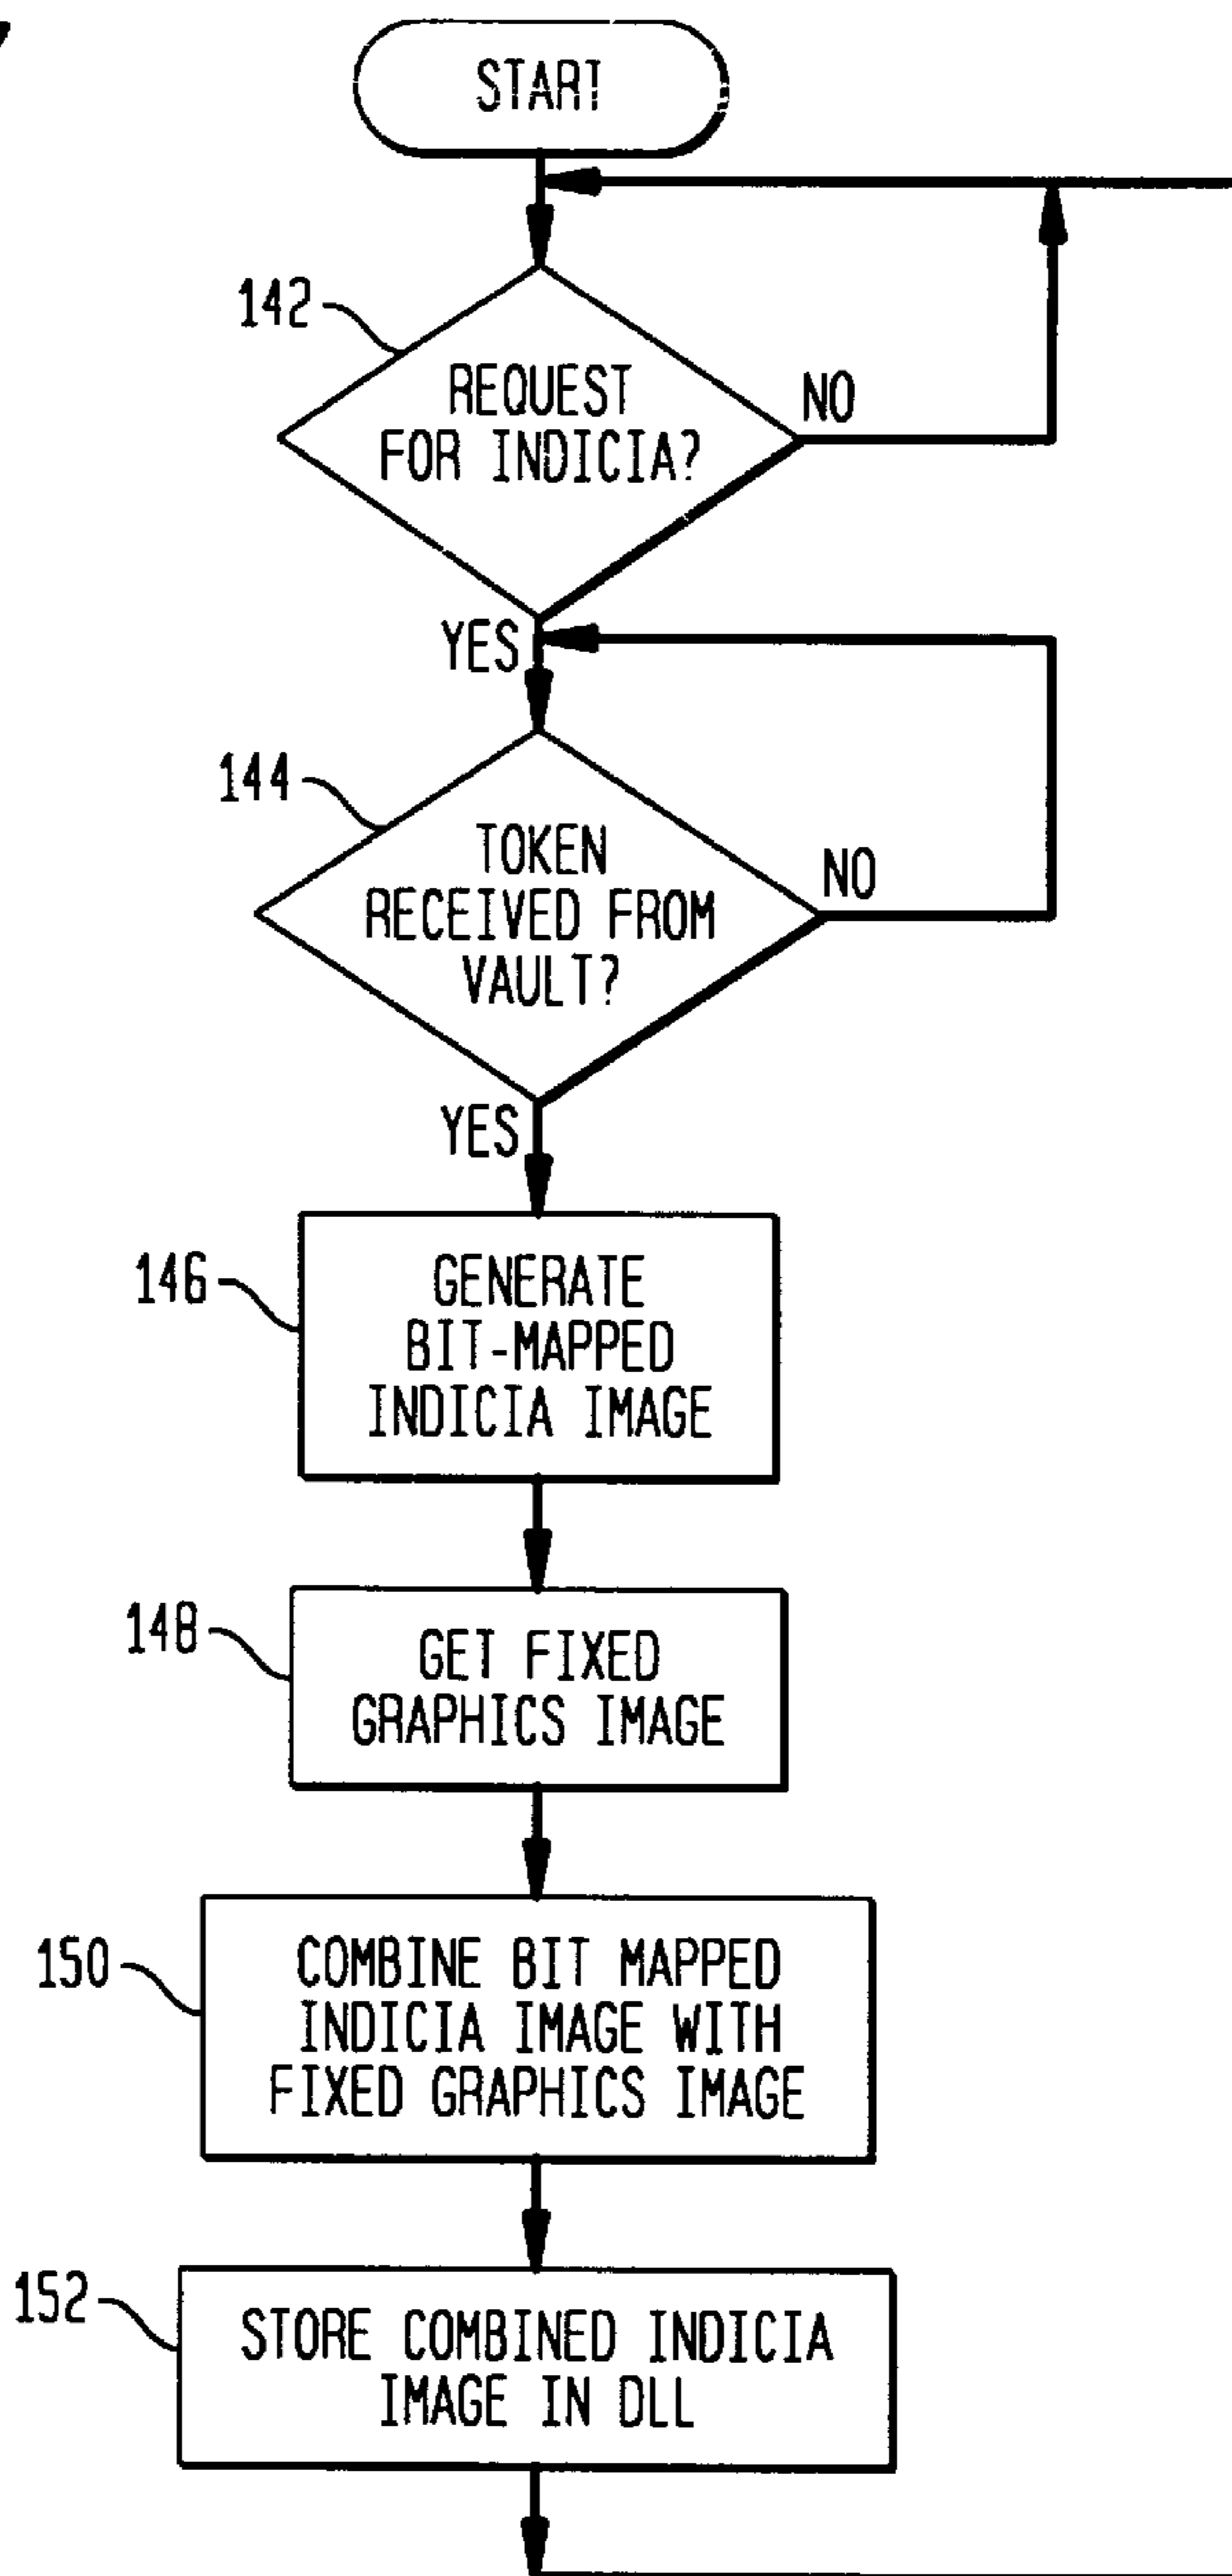 START
142
REQUEST
FOR INDICIA?
NO
YES
144
TOKEN
RECEIVED FROM
VAULT?
NO
YES
146
GENERATE
BIT-MAPPED
INDICIA IMAGE
148
GET FIXED
GRAPHICS IMAGE
150
COMBINE BIT MAPPED
INDICIA IMAGE WITH
FIXED GRAPHICS IMAGE
152
STORE COMBINED INDICIA
IMAGE IN DLL